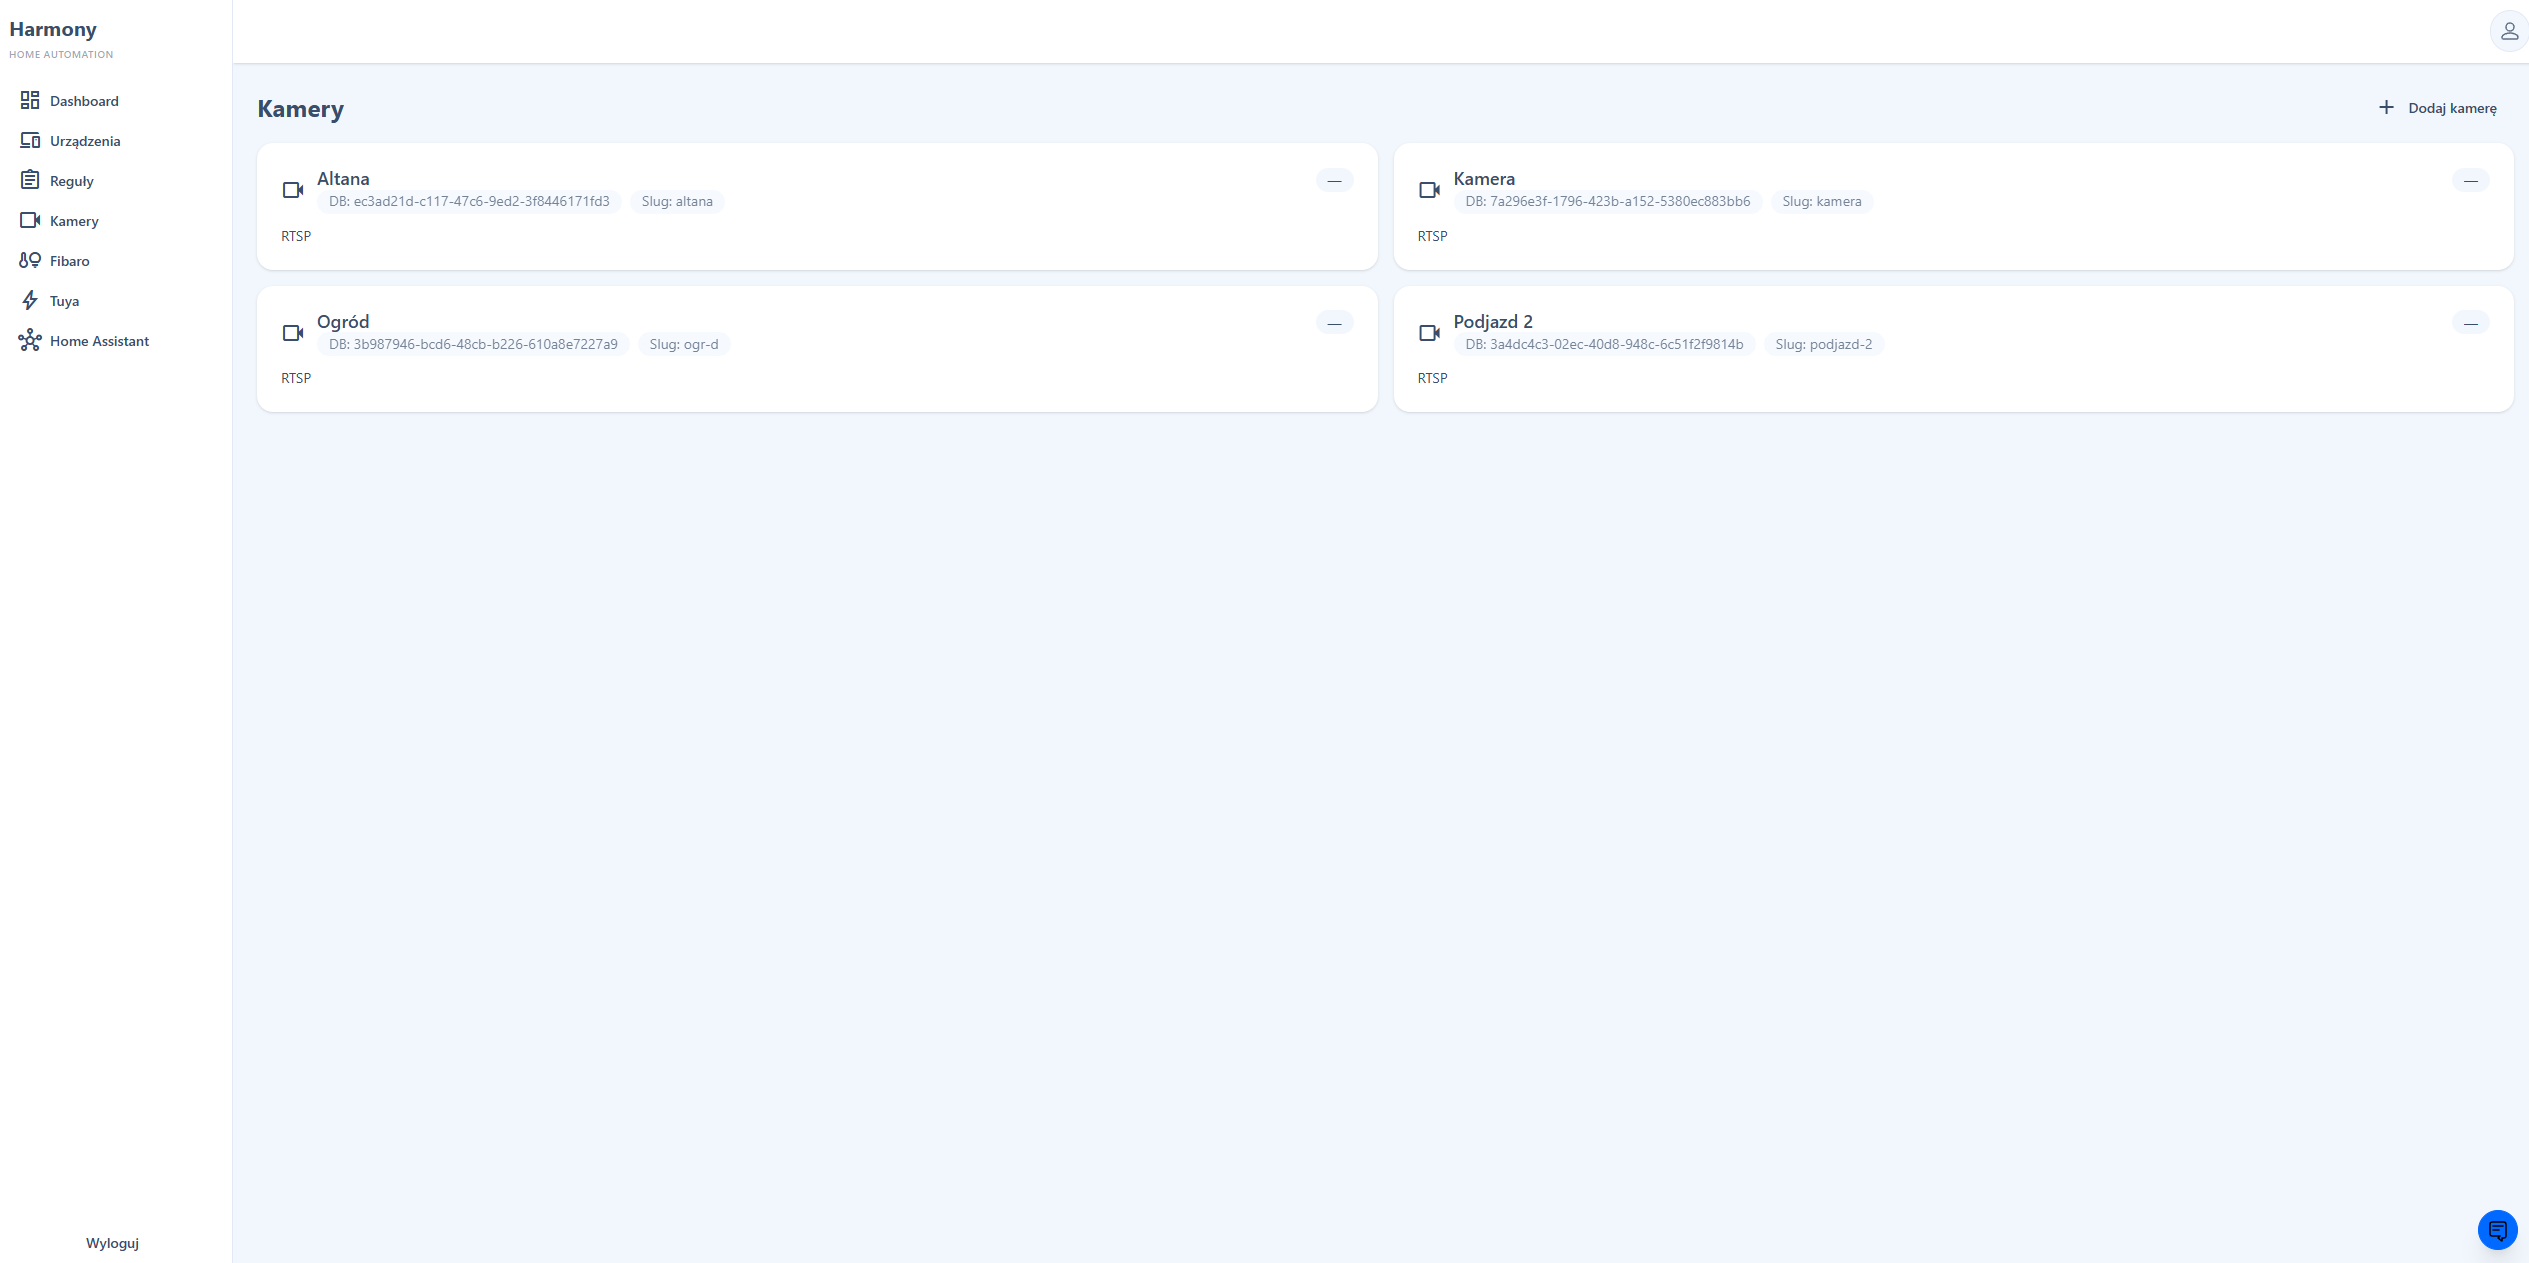 Harmony
HOME AUTOMATION
Dashboard
Urządzenia
Reguły
Kamery
Fibaro
Tuya
Home Assistant
Wyloguj
Kamery
Dodaj kamerę
Altana
—
DB: ec3ad21d-c117-47c6-9ed2-3f8446171fd3 Slug: altana
RTSP
Kamera
—
DB: 7a296e3f-1796-423b-a152-5380ec883bb6 Slug: kamera
RTSP
Ogród
—
DB: 3b987946-bcd6-48cb-b226-610a8e7227a9 Slug: ogr-d
RTSP
Podjazd 2
—
DB: 3a4dc4c3-02ec-40d8-948c-6c51f2f9814b Slug: podjazd-2
RTSP